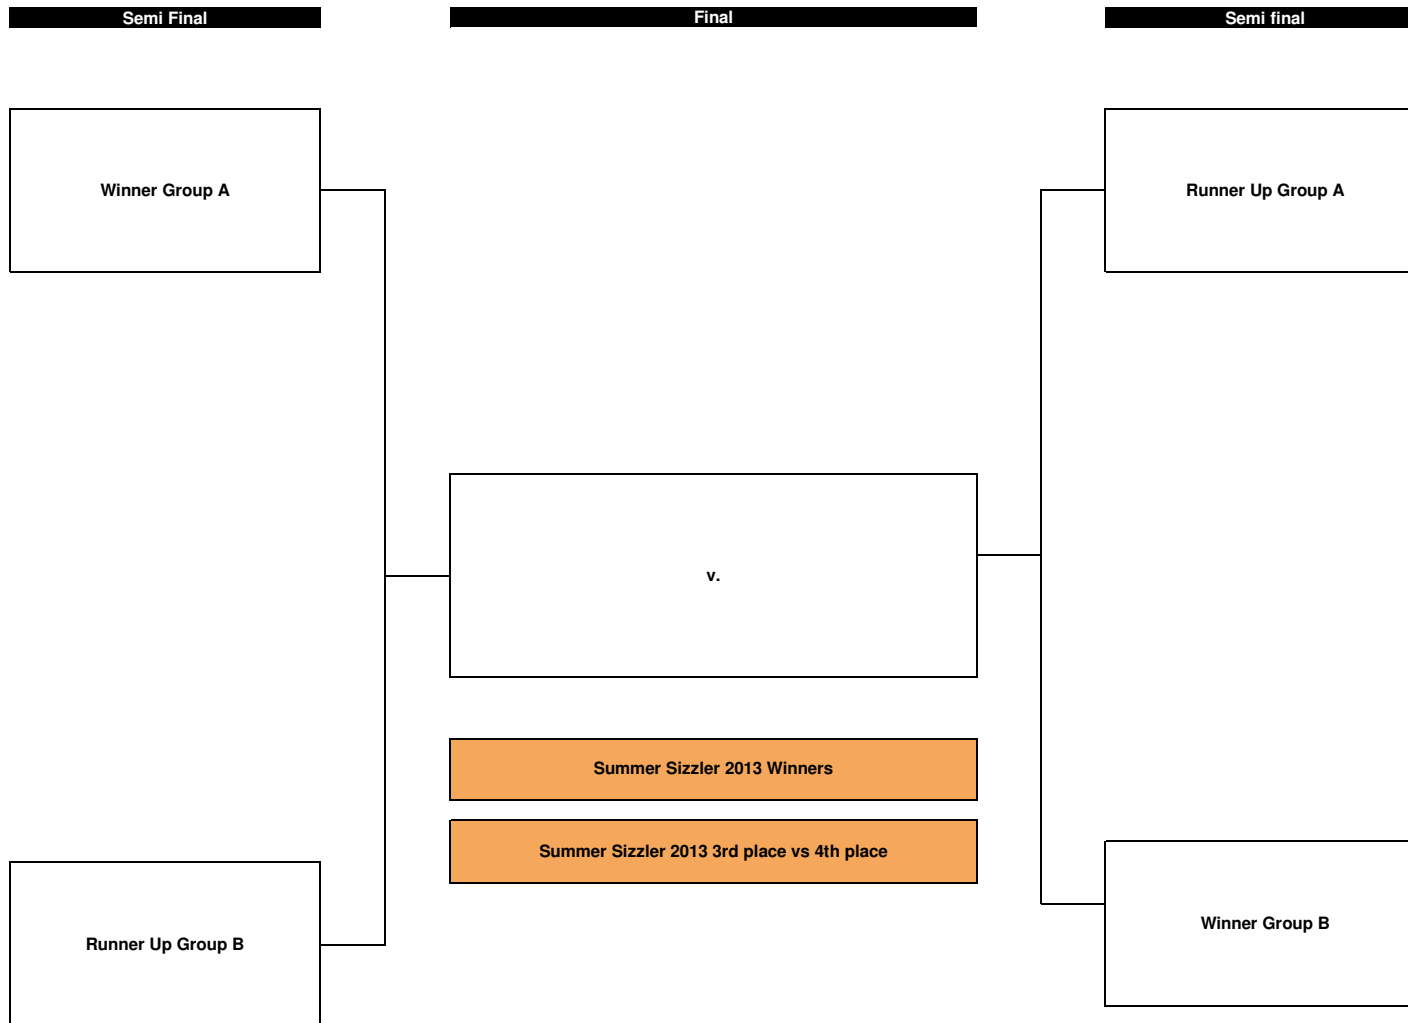 Semi Final
Final
Semi final
Winner Group A
Runner Up Group A
v.
Summer Sizzler 2013 Winners
Summer Sizzler 2013 3rd place vs 4th place
Runner Up Group B
Winner Group B